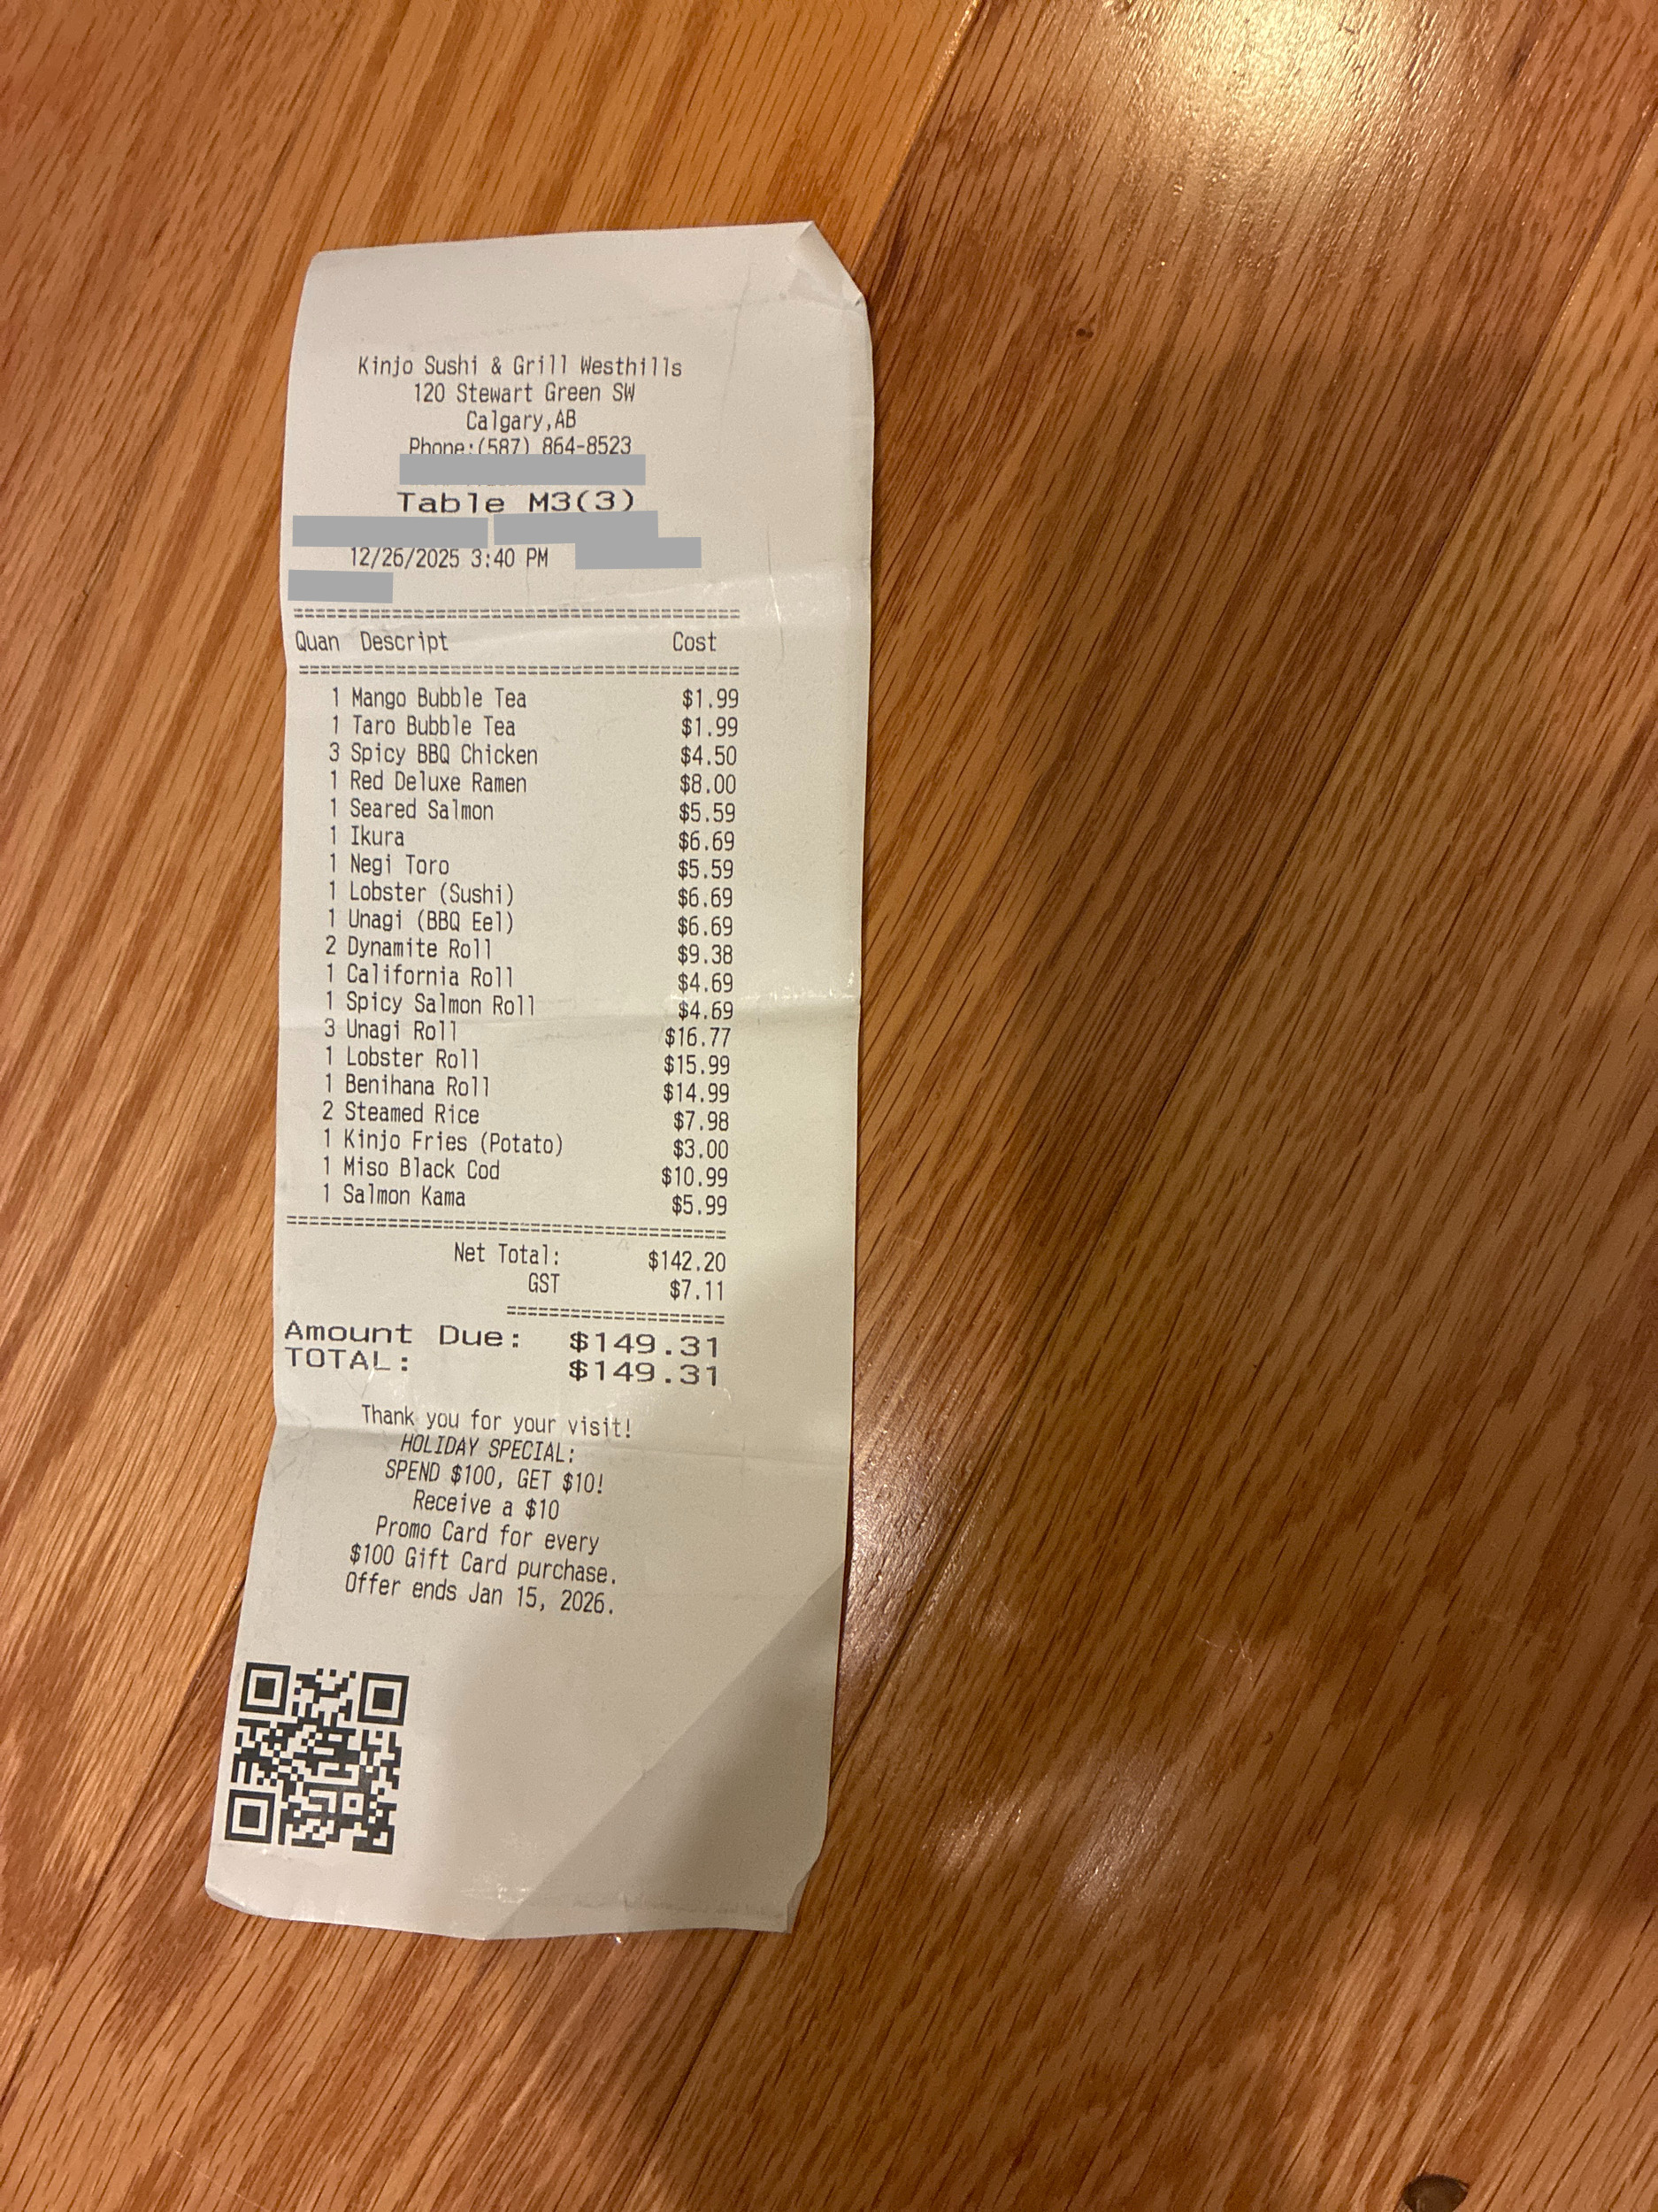 Kinjo Sushi & Grill Westhills
120 Stewart Green SW
Calgary,AB
Phone:(587) 864-8523
Table M3(3)
12/26/2025 3:40 PM
=========================================
Quan Descript Cost
=========================================
1 Mango Bubble Tea $1.99
1 Taro Bubble Tea $1.99
3 Spicy BBQ Chicken $4.50
1 Red Deluxe Ramen $8.00
1 Seared Salmon $5.59
1 Ikura $6.69
1 Negi Toro $5.59
1 Lobster (Sushi) $6.69
1 Unagi (BBQ Eel) $6.69
2 Dynamite Roll $9.38
1 California Roll $4.69
1 Spicy Salmon Roll $4.69
3 Unagi Roll $16.77
1 Lobster Roll $15.99
1 Benihana Roll $14.99
2 Steamed Rice $7.98
1 Kinjo Fries (Potato) $3.00
1 Miso Black Cod $10.99
1 Salmon Kama $5.99
=========================================
Net Total: $142.20
GST $7.11
====================
Amount Due: $149.31
TOTAL: $149.31
Thank you for your visit!
HOLIDAY SPECIAL:
SPEND $100, GET $10!
Receive a $10
Promo Card for every
$100 Gift Card purchase.
Offer ends Jan 15, 2026.